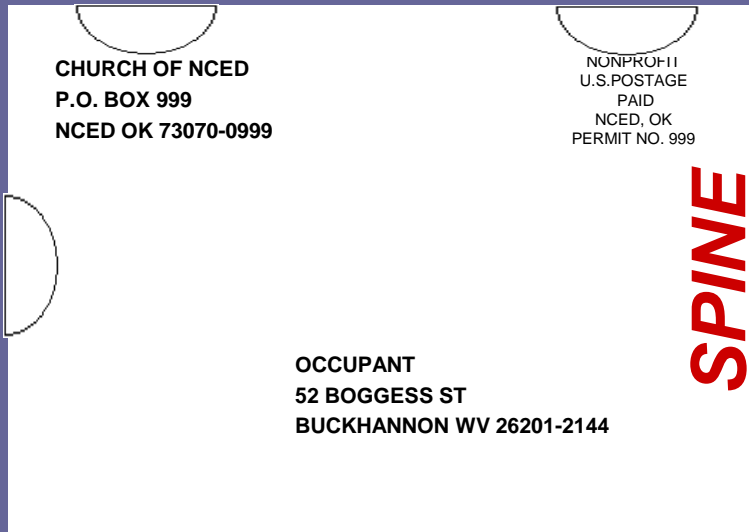 CHURCH OF NCED
P.O. BOX 999
NCED OK 73070-0999
NONPROFIT
U.S.POSTAGE
PAID
NCED, OK
PERMIT NO. 999
SPINE
OCCUPANT
52 BOGGESS ST
BUCKHANNON WV 26201-2144